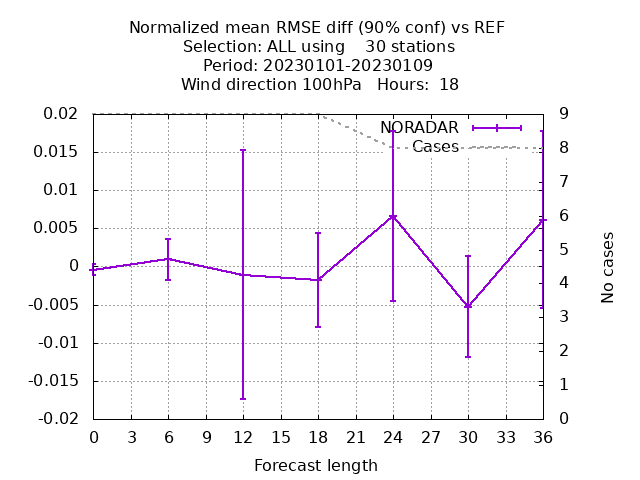 Normalized mean RMSE diff (90% conf) vs REF
Selection: ALL using    30 stations
Period: 20230101-20230109
Wind direction 100hPa   Hours:  18
NORADAR
Cases
0.02
0.015
0.01
0.005
0
-0.005
-0.01
-0.015
-0.02
9
8
7
6
5
4
3
2
1
0
No cases
0 3 6 9 12 15 18 21 24 27 30 33 36
Forecast length